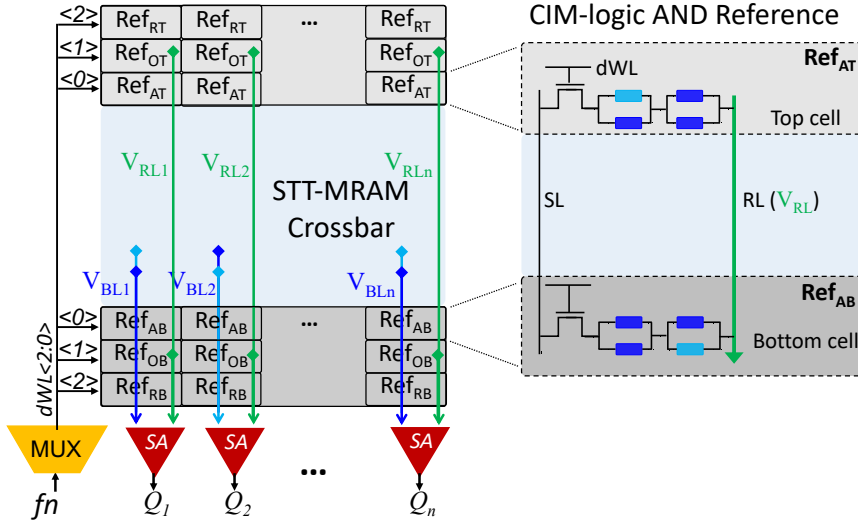 <2> Ref_RT Ref_RT ... Ref_RT
<1> Ref_OT Ref_OT Ref_OT
<0> Ref_AT Ref_AT Ref_AT
V_RL1 V_RL2 V_RLn
STT-MRAM
Crossbar
V_BL1 V_BL2 V_BLn
<0> Ref_AB Ref_AB ... Ref_AB
<1> Ref_OB Ref_OB Ref_OB
<2> Ref_RB Ref_RB Ref_RB
dWL<2:0>
MUX SA SA ... SA
fn Q_1 Q_2 Q_n
CIM-logic AND Reference
Ref_AT
dWL
Top cell
SL RL (V_RL)
Ref_AB
Bottom cell